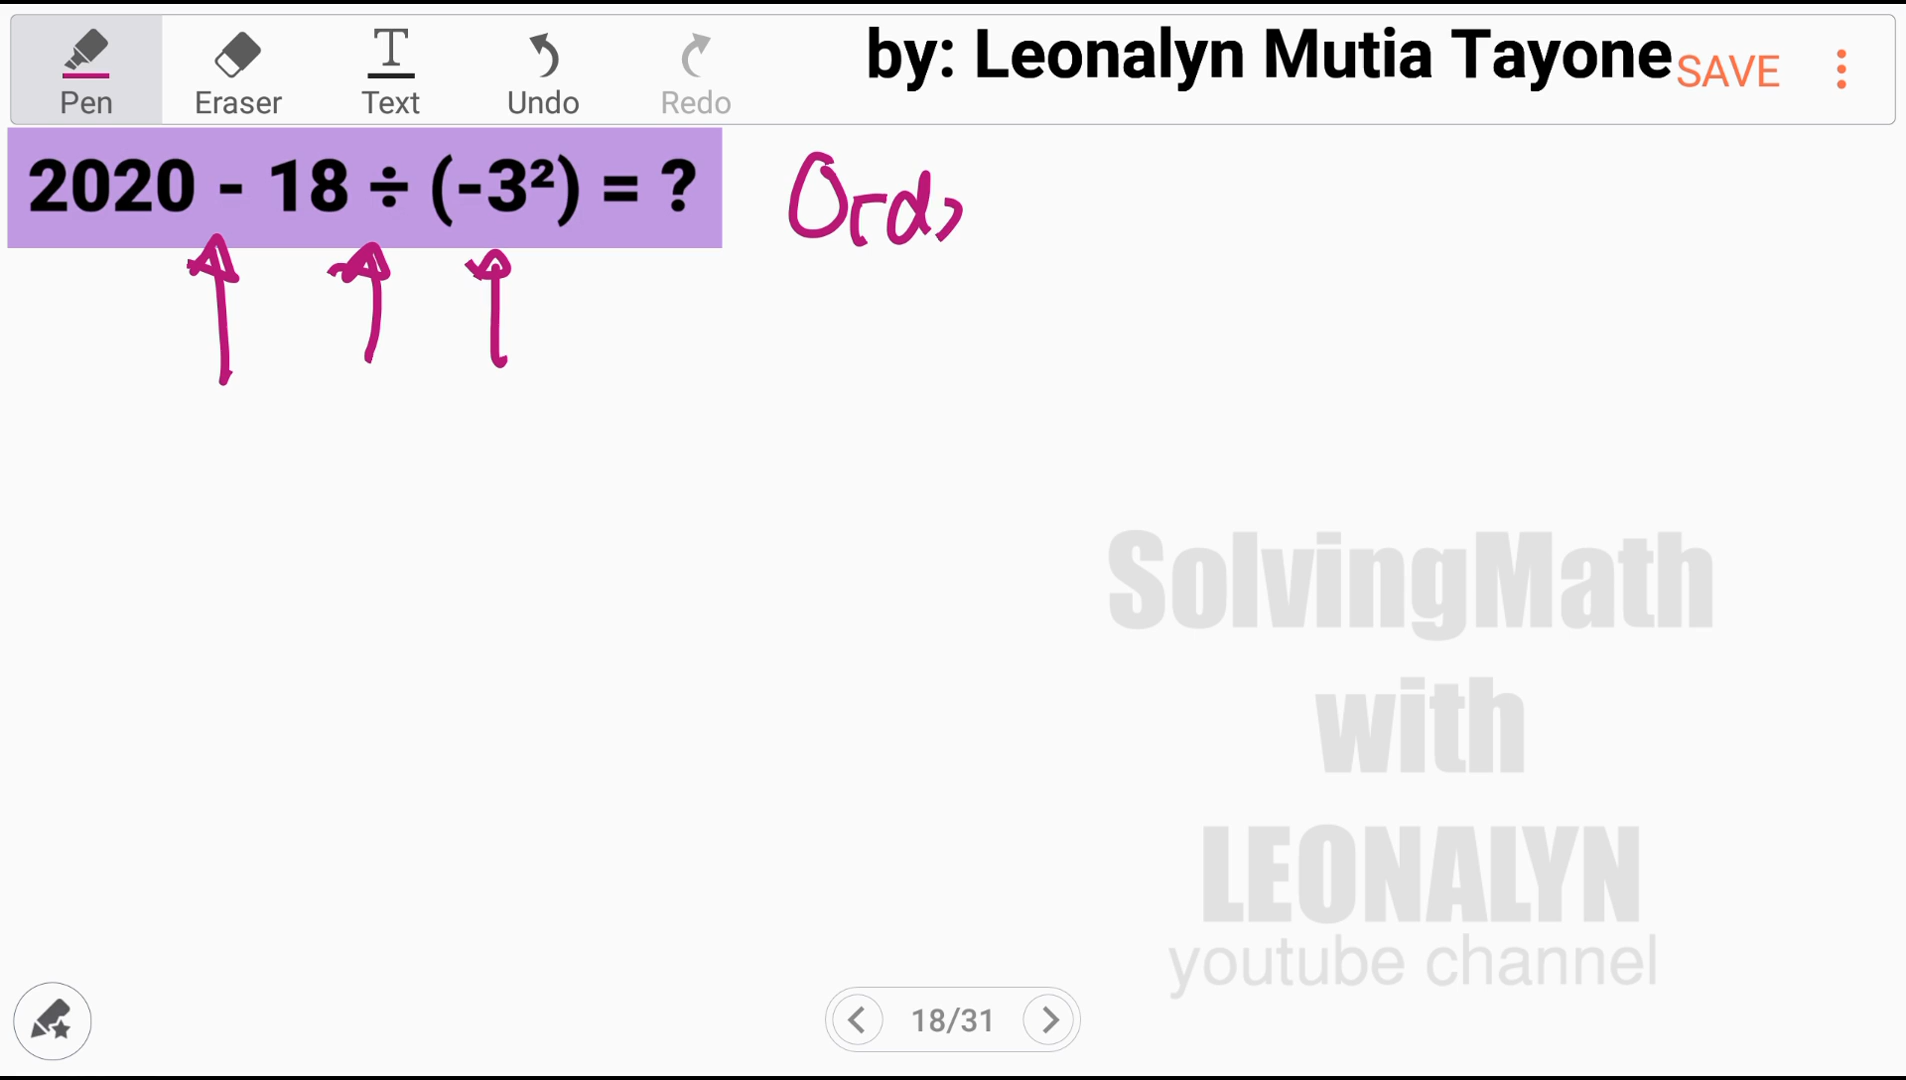 by: Leonalyn Mutia Tayone
SAVE
Pen Eraser Text Undo Redo
2020 - 18 ÷ (-3²) = ?
Ord
SolvingMath
with
LEONALYN
youtube channel
18/31